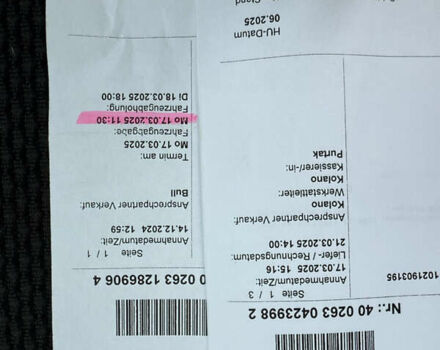 Nr.: 40 0263 0423998 2
1021903195
Seite 1 / 3
Annahmedatum/Zeit:
17.03.2025 15:16
Liefer- / Rechnungsdatum:
21.03.2025 14:00
Ansprechpartner Verkauf:
Kolano
Werkstattleiter:
Kolano
Kassierer/-in:
Purtak
HU-Datum
06.2025
0 0263 1286906 4
Seite 1 / 1
Annahmedatum/Zeit:
14.12.2024 12:59
Ansprechpartner Verkauf:
Bull
Termin am:
Mo 17.03.2025
Fahrzeugabgabe:
Mo 17.03.2025 11:30
Fahrzeugabholung:
Di 18.03.2025 18:00